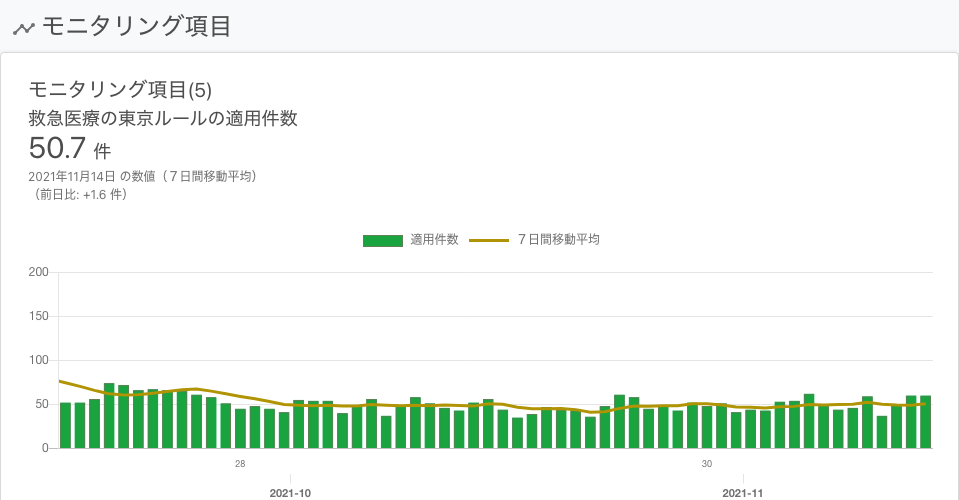 モニタリング項目
モニタリング項目(5)
救急医療の東京ルールの適用件数
50.7 件
2021年11月14日 の数値（７日間移動平均）
（前日比: +1.6 件）
適用件数 ７日間移動平均
200
150
100
50
0
28 30
2021-10 2021-11